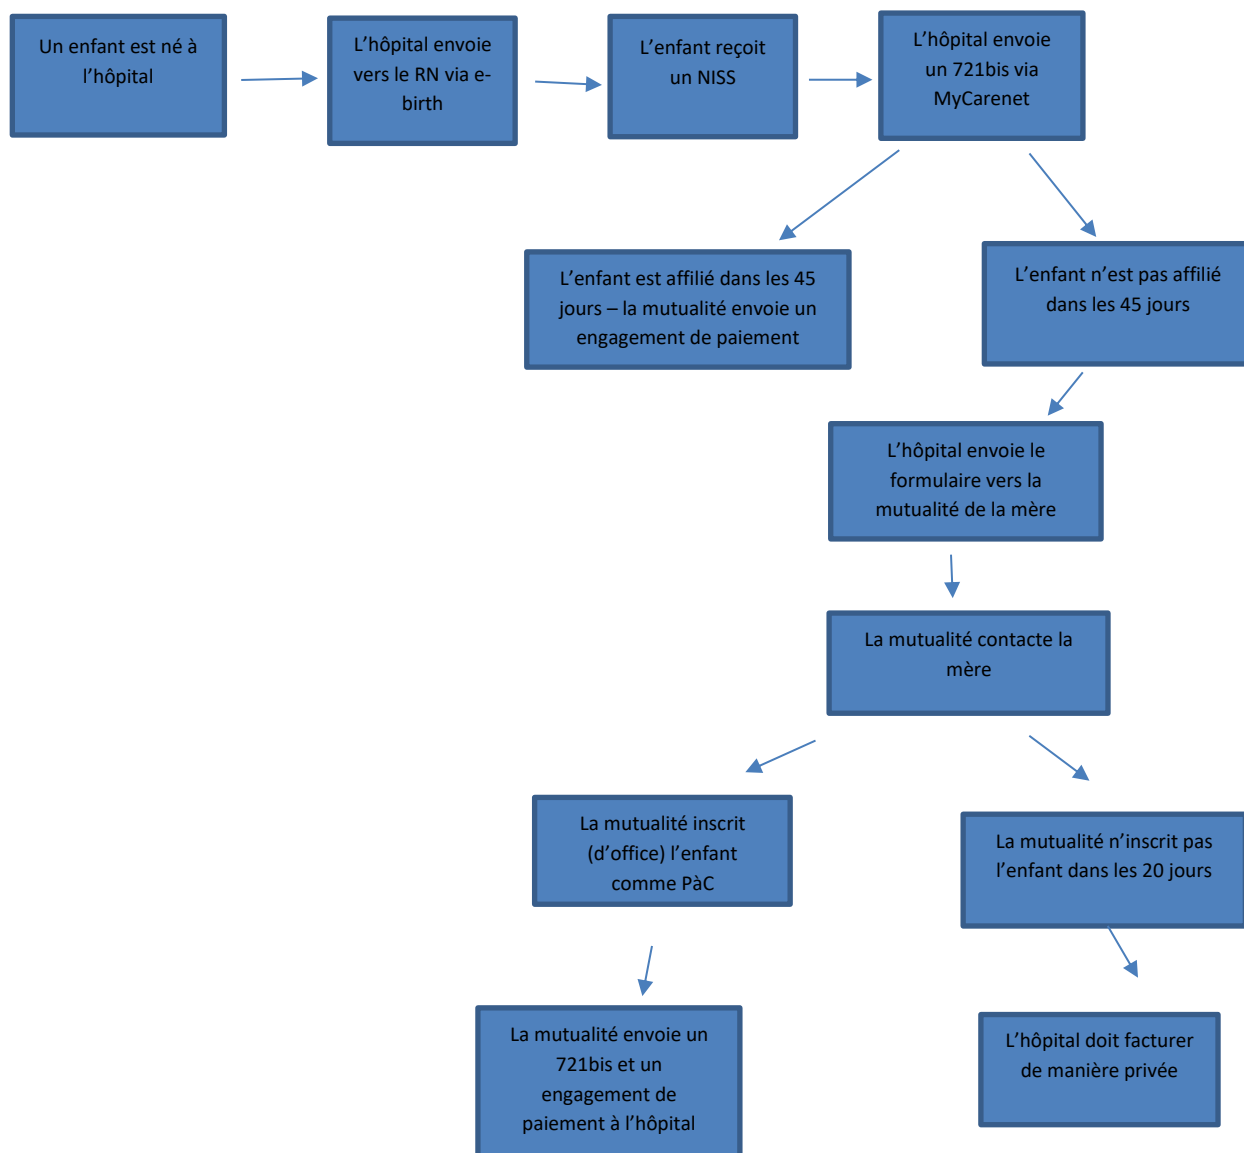 Un enfant est né à
l'hôpital
L'hôpital envoie
vers le RN via e-
birth
L'enfant reçoit
un NISS
L'hôpital envoie
un 721bis via
MyCarenet
L'enfant est affilié dans les 45
jours – la mutualité envoie un
engagement de paiement
L'enfant n'est pas affilié
dans les 45 jours
L'hôpital envoie le
formulaire vers la
mutualité de la mère
La mutualité contacte la
mère
La mutualité inscrit
(d'office) l'enfant
comme PàC
La mutualité n'inscrit pas
l'enfant dans les 20 jours
La mutualité envoie un
721bis et un
engagement de
paiement à l'hôpital
L'hôpital doit facturer
de manière privée